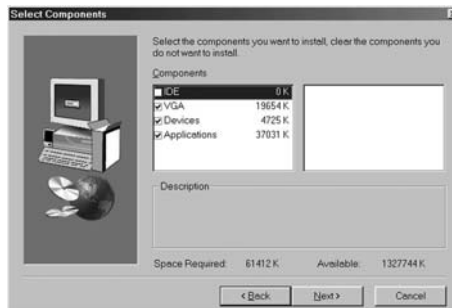 Select Components
Select the components you want to install, clear the components you
do not want to install.
Components
IDE 0 K
VGA 19654 K
Devices 4725 K
Applications 37031 K
Description
Space Required: 61412 K Available: 1327744 K
< Back Next > Cancel